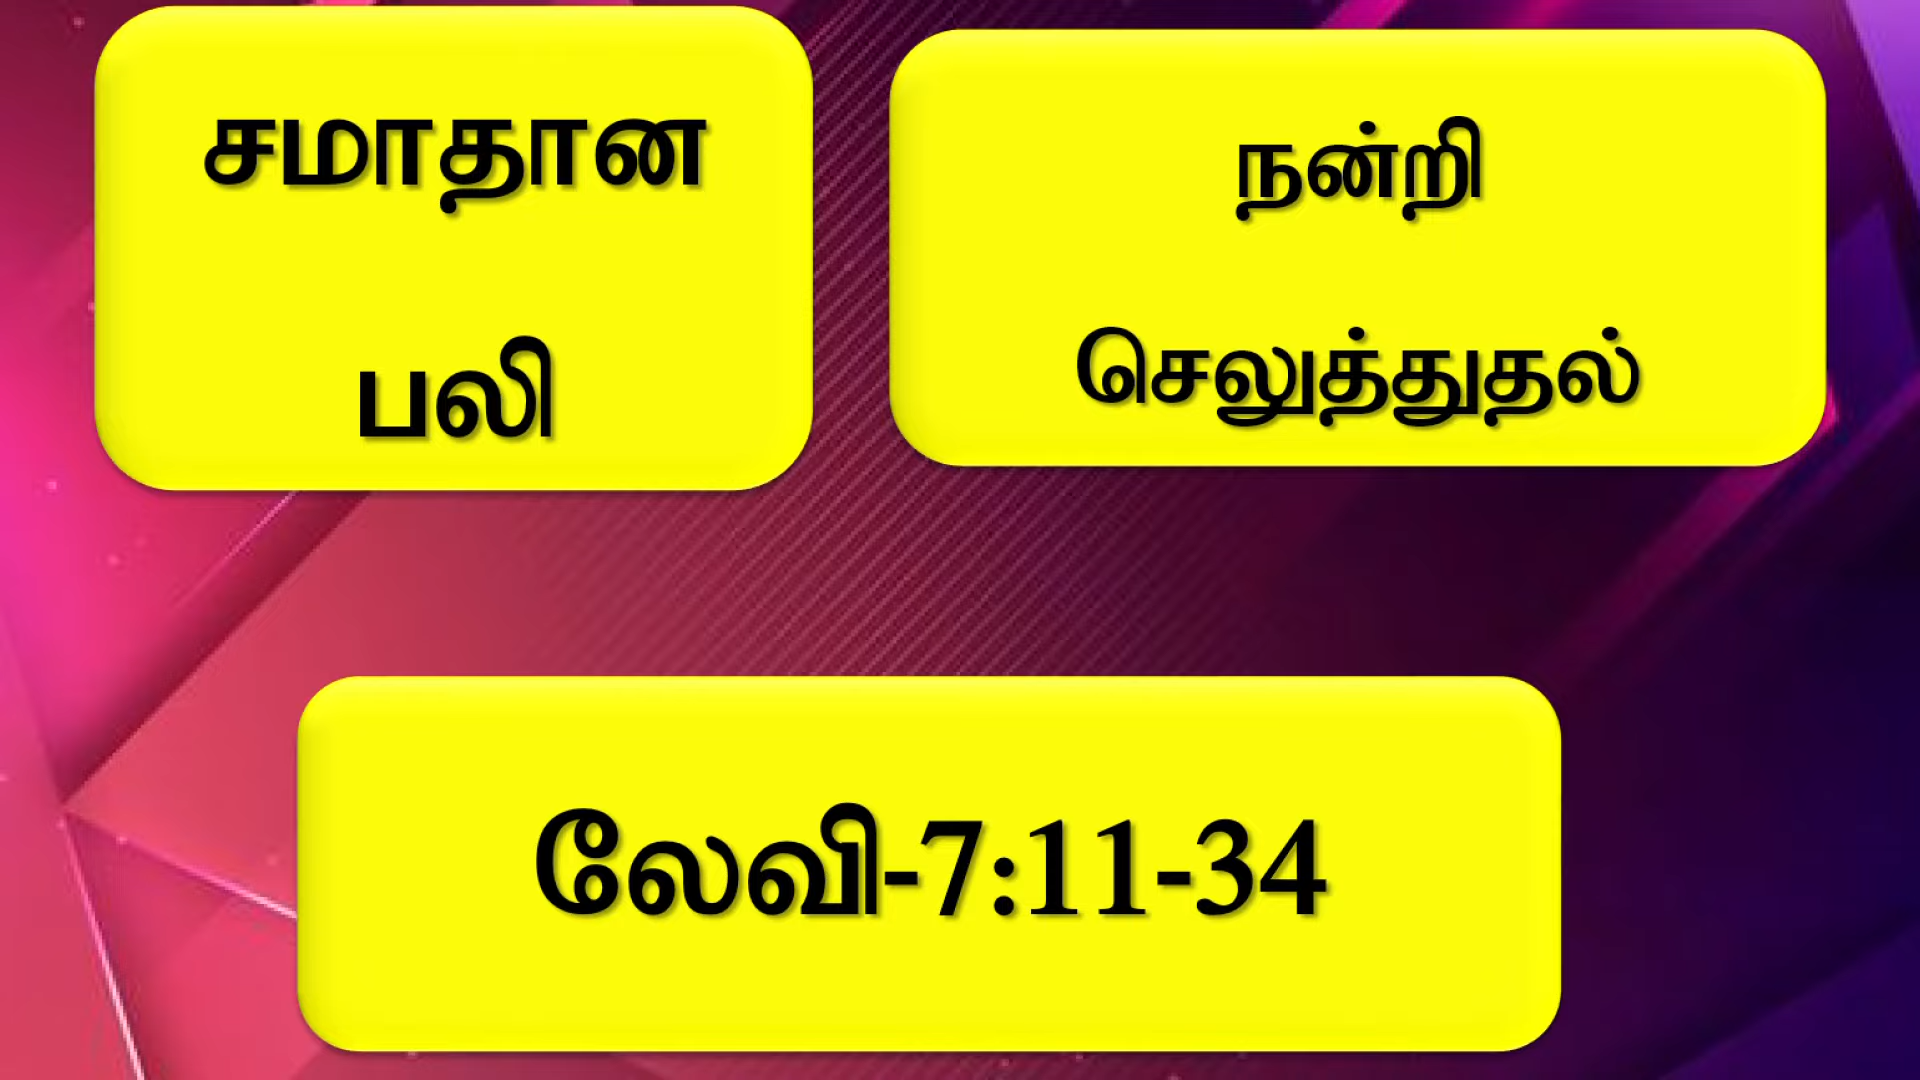 சமாதான
பலி
நன்றி
செலுத்துதல்
லேவி-7:11-34